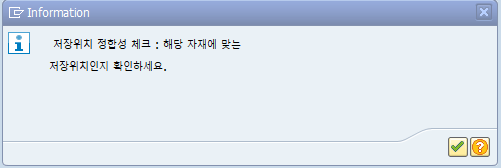 Information
저장위치 정합성 체크 : 해당 자재에 맞는
저장위치인지 확인하세요.